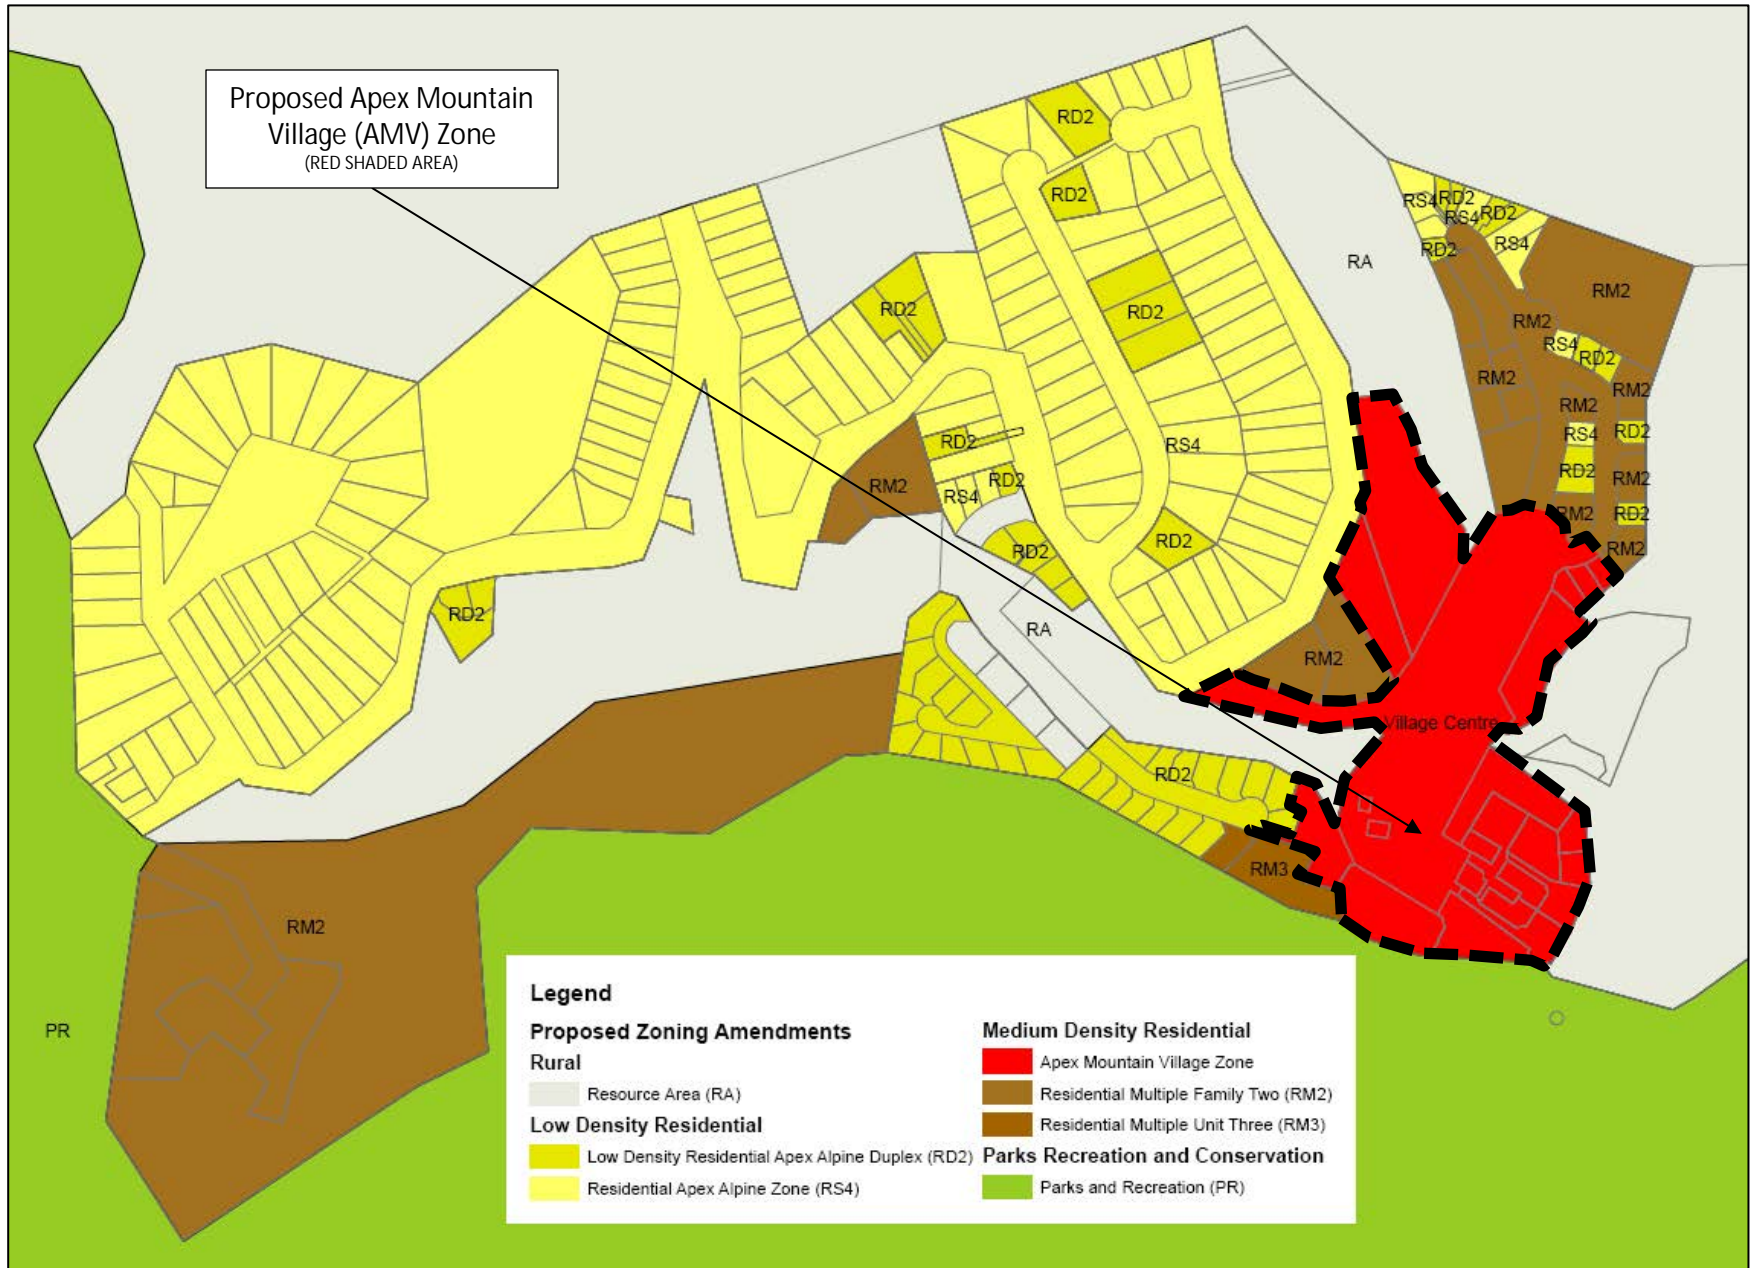 Proposed Apex Mountain
Village (AMV) Zone
(RED SHADED AREA)
RD2
RD2
RD2
RD2
RS4
RD2
RS4
RD2
RS4
RD2
RA
RM2
RM2
RS4
RD2
RM2
RM2
RM2
RS4
RD2
RD2
RM2
RM2
RD2
RM2
RD2
RS4
RM2
RS4
RD2
RD2
RD2
RD2
RA
RM2
Village Centre
RD2
RM3
RM2
PR
Legend
Proposed Zoning Amendments
Rural
Resource Area (RA)
Low Density Residential
Low Density Residential Apex Alpine Duplex (RD2)
Residential Apex Alpine Zone (RS4)
Medium Density Residential
Apex Mountain Village Zone
Residential Multiple Family Two (RM2)
Residential Multiple Unit Three (RM3)
Parks Recreation and Conservation
Parks and Recreation (PR)